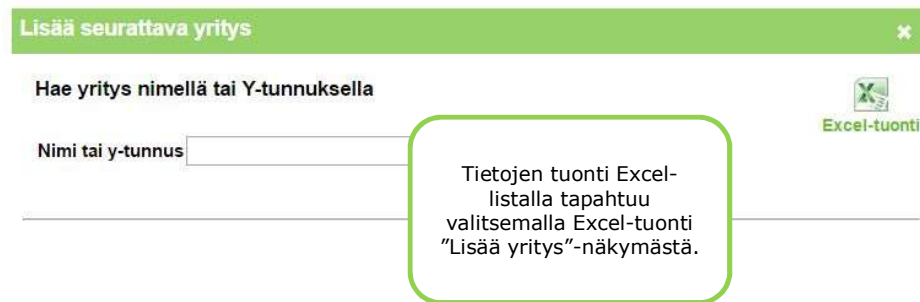 Lisää seurattava yritys
Hae yritys nimellä tai Y-tunnuksella
Excel-tuonti
Nimi tai y-tunnus
Tietojen tuonti Excel-
listalla tapahtuu
valitsemalla Excel-tuonti
”Lisää yritys”-näkymästä.